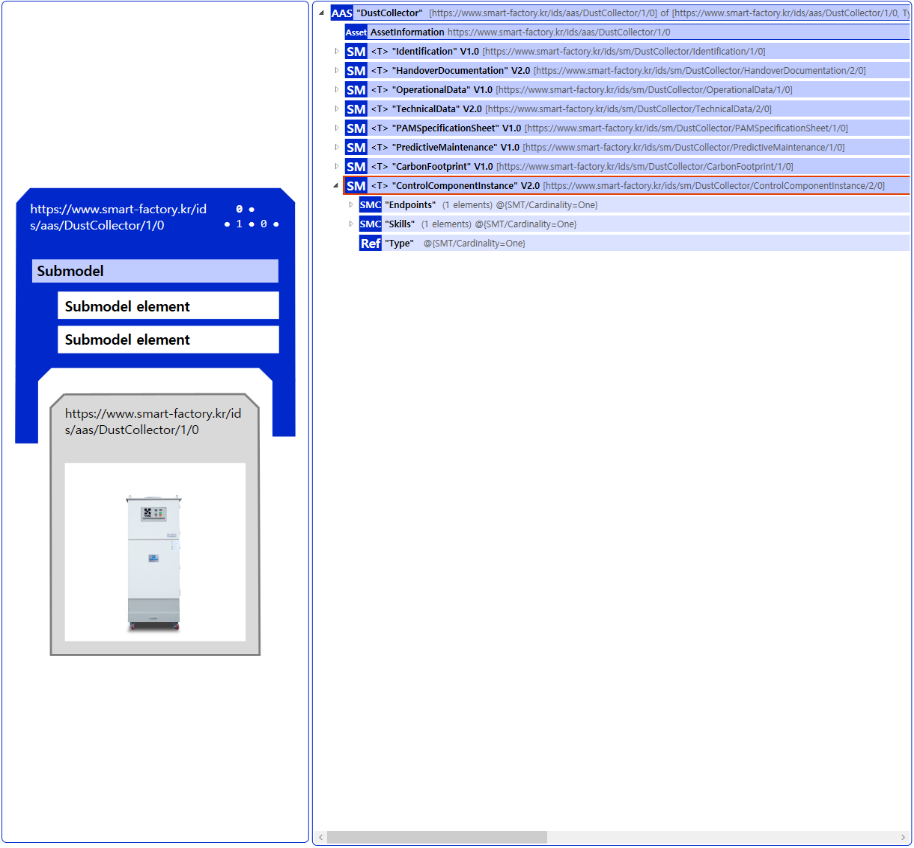 https://www.smart-factory.kr/id
s/aas/DustCollector/1/0
0
1 0
Submodel
Submodel element
Submodel element
https://www.smart-factory.kr/id
s/aas/DustCollector/1/0
AAS "DustCollector" [https://www.smart-factory.kr/ids/aas/DustCollector/1/0] of [https://www.smart-factory.kr/ids/aas/DustCollector/1/0, Ty
Asset AssetInformation https://www.smart-factory.kr/ids/aas/DustCollector/1/0
SM <T> "Identification" V1.0 [https://www.smart-factory.kr/ids/sm/DustCollector/Identification/1/0]
SM <T> "HandoverDocumentation" V2.0 [https://www.smart-factory.kr/ids/sm/DustCollector/HandoverDocumentation/2/0]
SM <T> "OperationalData" V1.0 [https://www.smart-factory.kr/ids/sm/DustCollector/OperationalData/1/0]
SM <T> "TechnicalData" V2.0 [https://www.smart-factory.kr/ids/sm/DustCollector/TechnicalData/2/0]
SM <T> "PAMSpecificationSheet" V1.0 [https://www.smart-factory.kr/ids/sm/DustCollector/PAMSpecificationSheet/1/0]
SM <T> "PredictiveMaintenance" V1.0 [https://www.smart-factory.kr/ids/sm/DustCollector/PredictiveMaintenance/1/0]
SM <T> "CarbonFootprint" V1.0 [https://www.smart-factory.kr/ids/sm/DustCollector/CarbonFootprint/1/0]
SM <T> "ControlComponentInstance" V2.0 [https://www.smart-factory.kr/ids/sm/DustCollector/ControlComponentInstance/2/0]
SMC "Endpoints" (1 elements) @{SMT/Cardinality=One}
SMC "Skills" (1 elements) @{SMT/Cardinality=One}
Ref "Type" @{SMT/Cardinality=One}